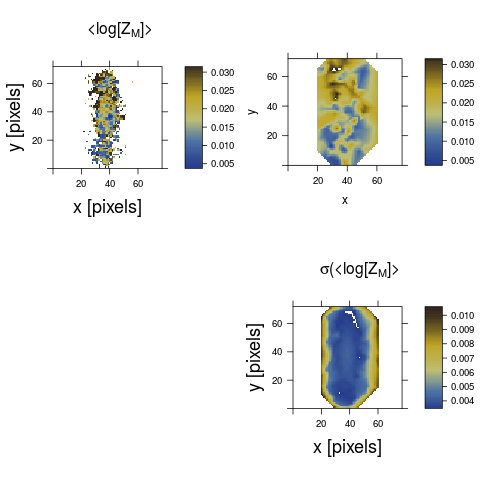 <log[Z_M]>
60
40
20
20 40 60
x [pixels]
y [pixels]
0.030
0.025
0.020
0.015
0.010
0.005
60
40
20
20 40 60
x
y
0.030
0.025
0.020
0.015
0.010
0.005
σ(<log[Z_M]>
60
40
20
20 40 60
x [pixels]
y [pixels]
0.010
0.009
0.008
0.007
0.006
0.005
0.004